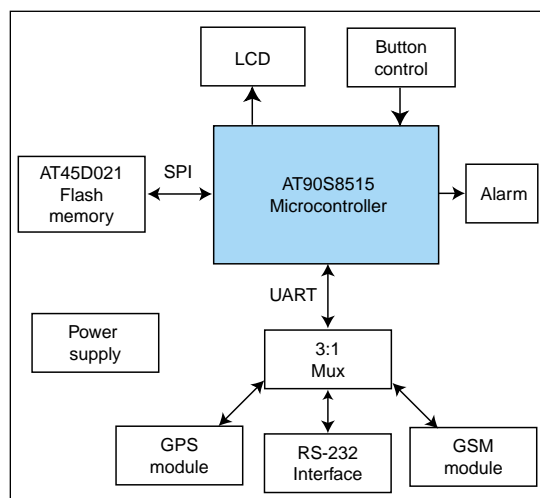 LCD
Button
control
AT45D021
Flash
memory
SPI
AT90S8515
Microcontroller
Alarm
UART
Power
supply
3:1
Mux
GPS
module
RS-232
Interface
GSM
module